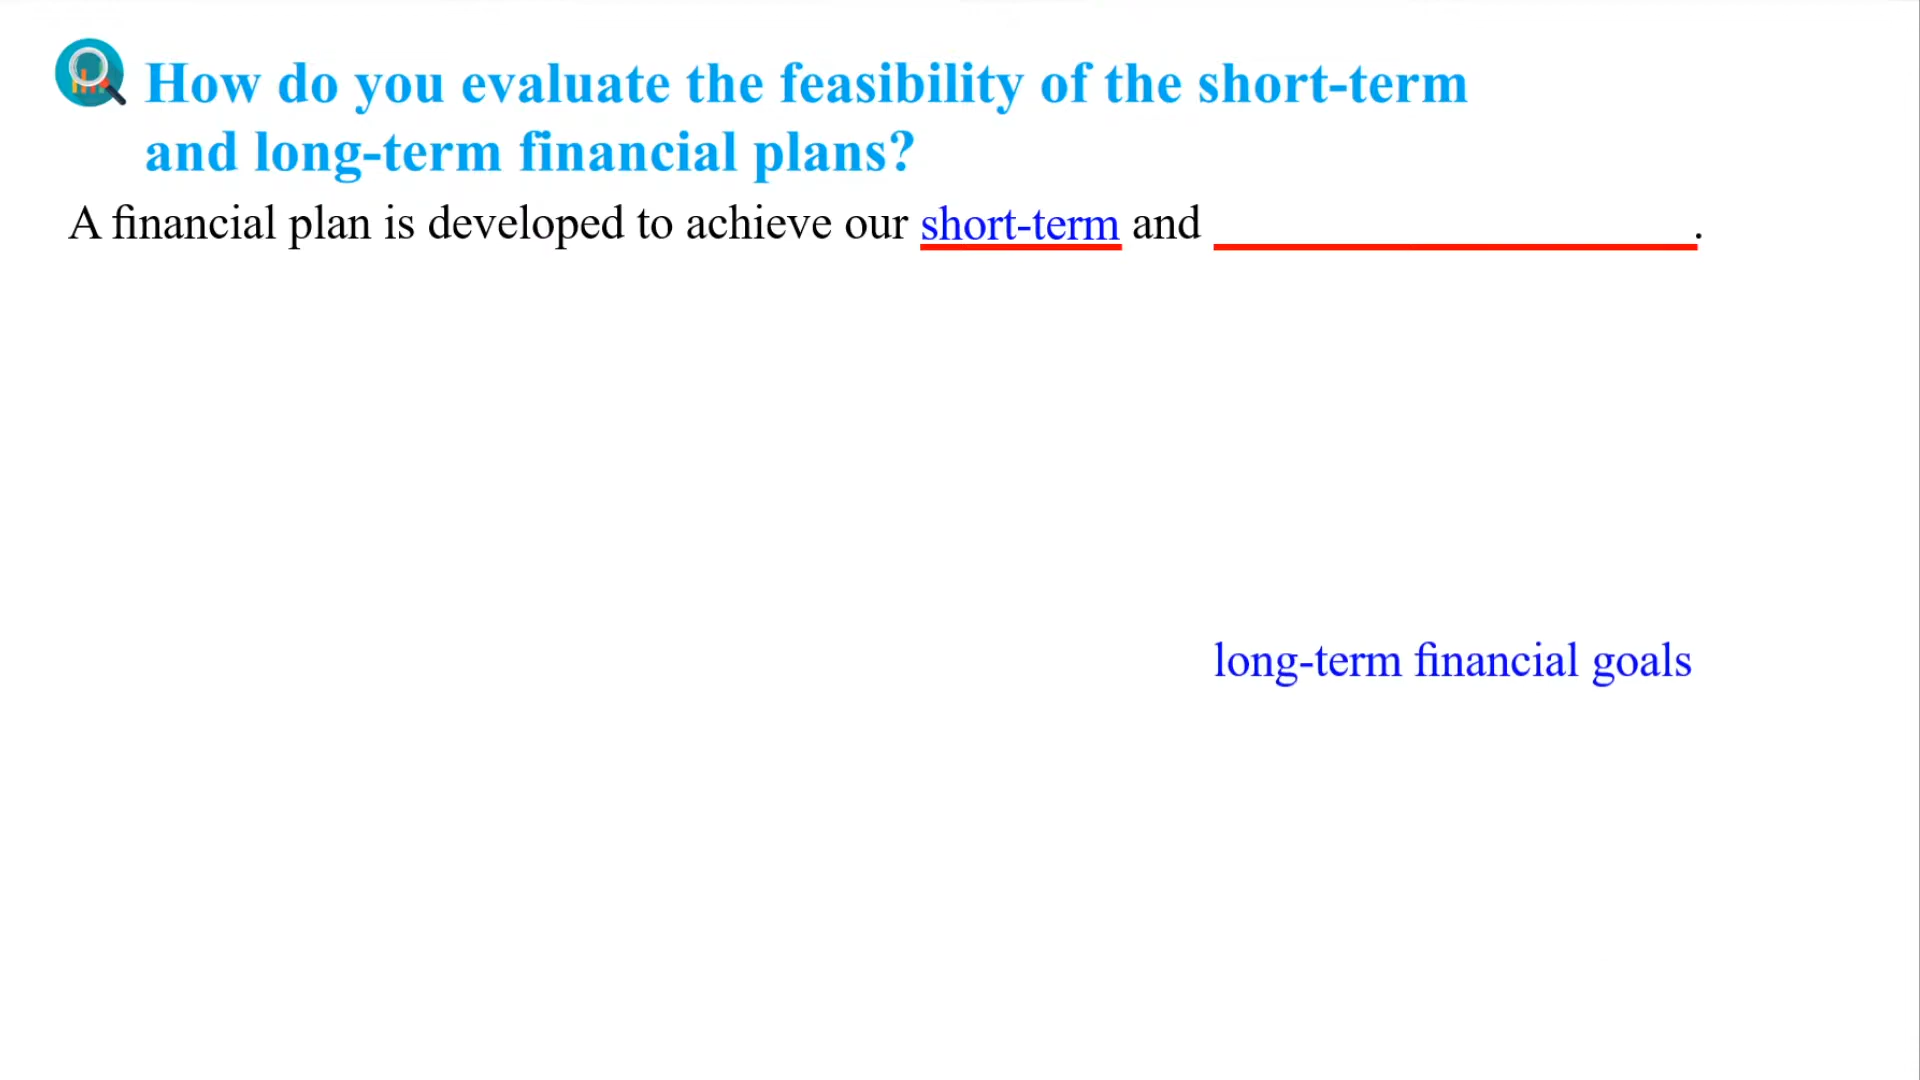 How do you evaluate the feasibility of the short-term
and long-term financial plans?
A financial plan is developed to achieve our short-term and .
long-term financial goals